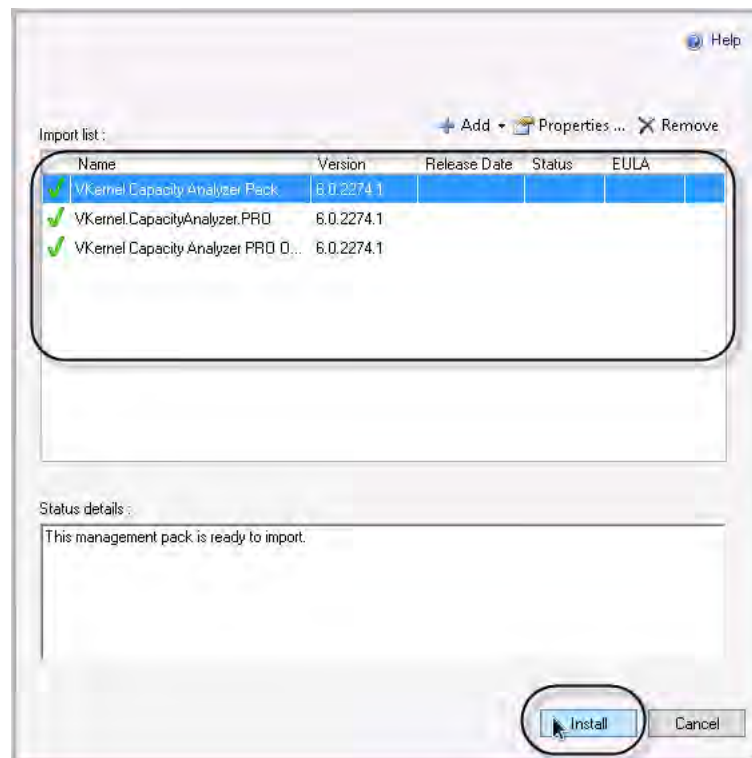 Help
Import list :
Add Properties ... Remove
Name Version Release Date Status EULA
VKernel Capacity Analyzer Pack 6.0.2274.1
VKernel.CapacityAnalyzer.PRO 6.0.2274.1
VKernel Capacity Analyzer PRO O... 6.0.2274.1
Status details :
This management pack is ready to import.
Install Cancel